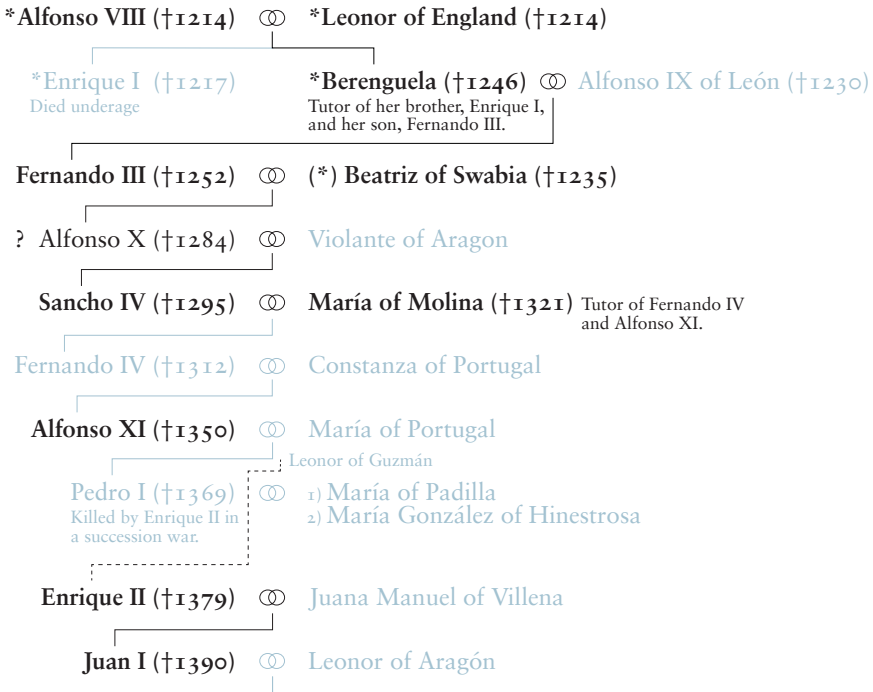 *Alfonso VIII (†1214) *Leonor of England (†1214)
*Enrique I (†1217) *Berenguela (†1246) Alfonso IX of León (†1230)
Died underage Tutor of her brother, Enrique I,
and her son, Fernando III.
Fernando III (†1252) (*) Beatriz of Swabia (†1235)
? Alfonso X (†1284) Violante of Aragon
Sancho IV (†1295) María of Molina (†1321) Tutor of Fernando IV
and Alfonso XI.
Fernando IV (†1312) Constanza of Portugal
Alfonso XI (†1350) María of Portugal
Leonor of Guzmán
Pedro I (†1369) 1) María of Padilla
Killed by Enrique II in 2) María González of Hinestrosa
a succession war.
Enrique II (†1379) Juana Manuel of Villena
Juan I (†1390) Leonor of Aragón